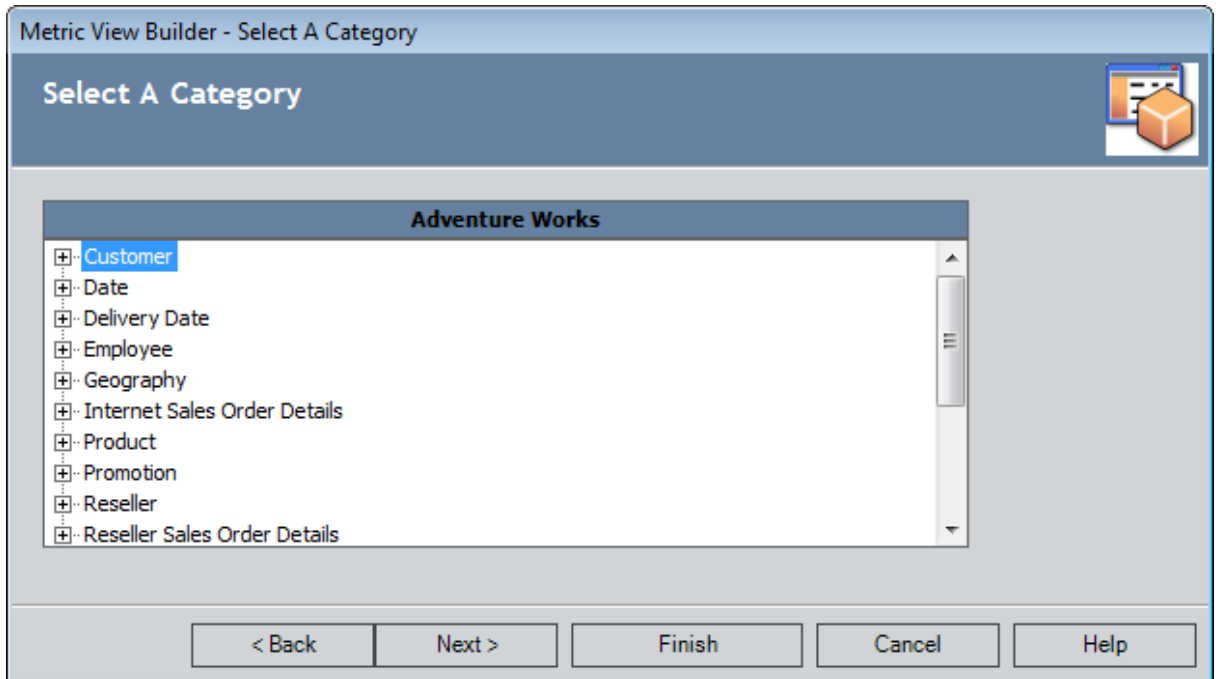 Metric View Builder - Select A Category
Select A Category
Adventure Works
Customer
Date
Delivery Date
Employee
Geography
Internet Sales Order Details
Product
Promotion
Reseller
Reseller Sales Order Details
< Back Next > Finish Cancel Help